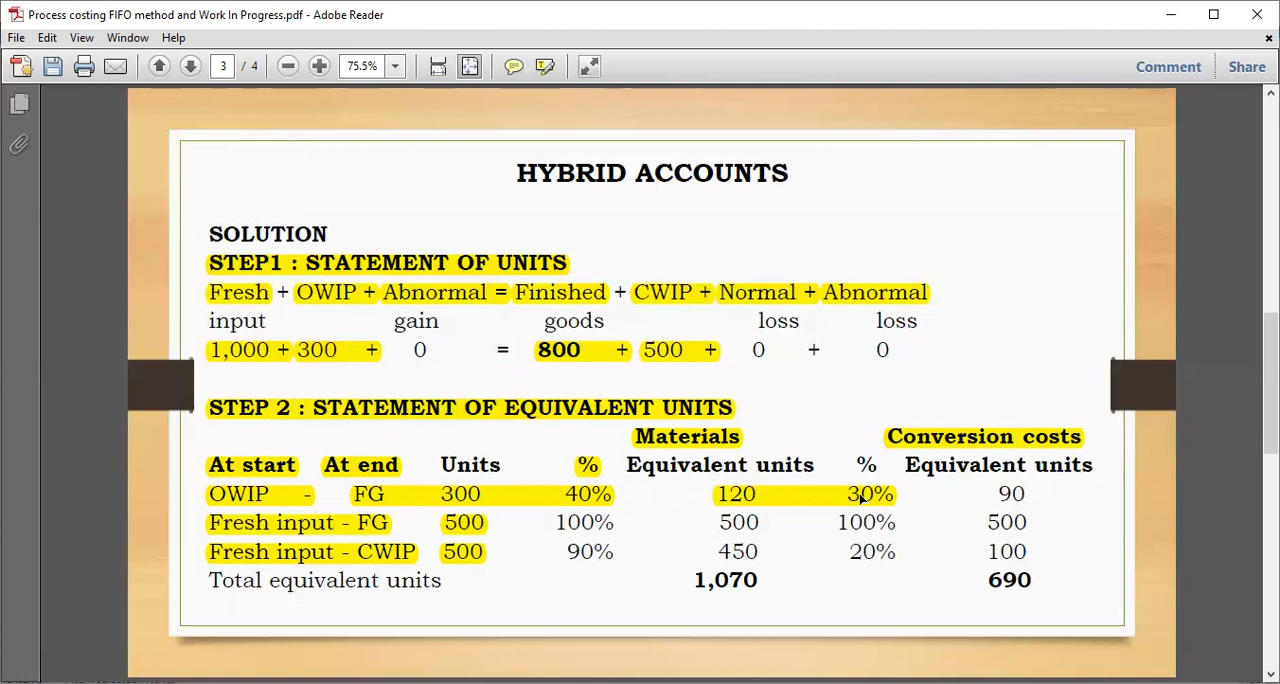 Process costing FIFO method and Work In Progress.pdf - Adobe Reader
File Edit View Window Help
3 / 4 75.5% Comment Share
HYBRID ACCOUNTS
SOLUTION
STEP1 : STATEMENT OF UNITS
Fresh + OWIP + Abnormal = Finished + CWIP + Normal + Abnormal
input gain goods loss loss
1,000 + 300 + 0 = 800 + 500 + 0 + 0
STEP 2 : STATEMENT OF EQUIVALENT UNITS
Materials Conversion costs
At start At end Units % Equivalent units % Equivalent units
OWIP - FG 300 40% 120 30% 90
Fresh input - FG 500 100% 500 100% 500
Fresh input - CWIP 500 90% 450 20% 100
Total equivalent units 1,070 690